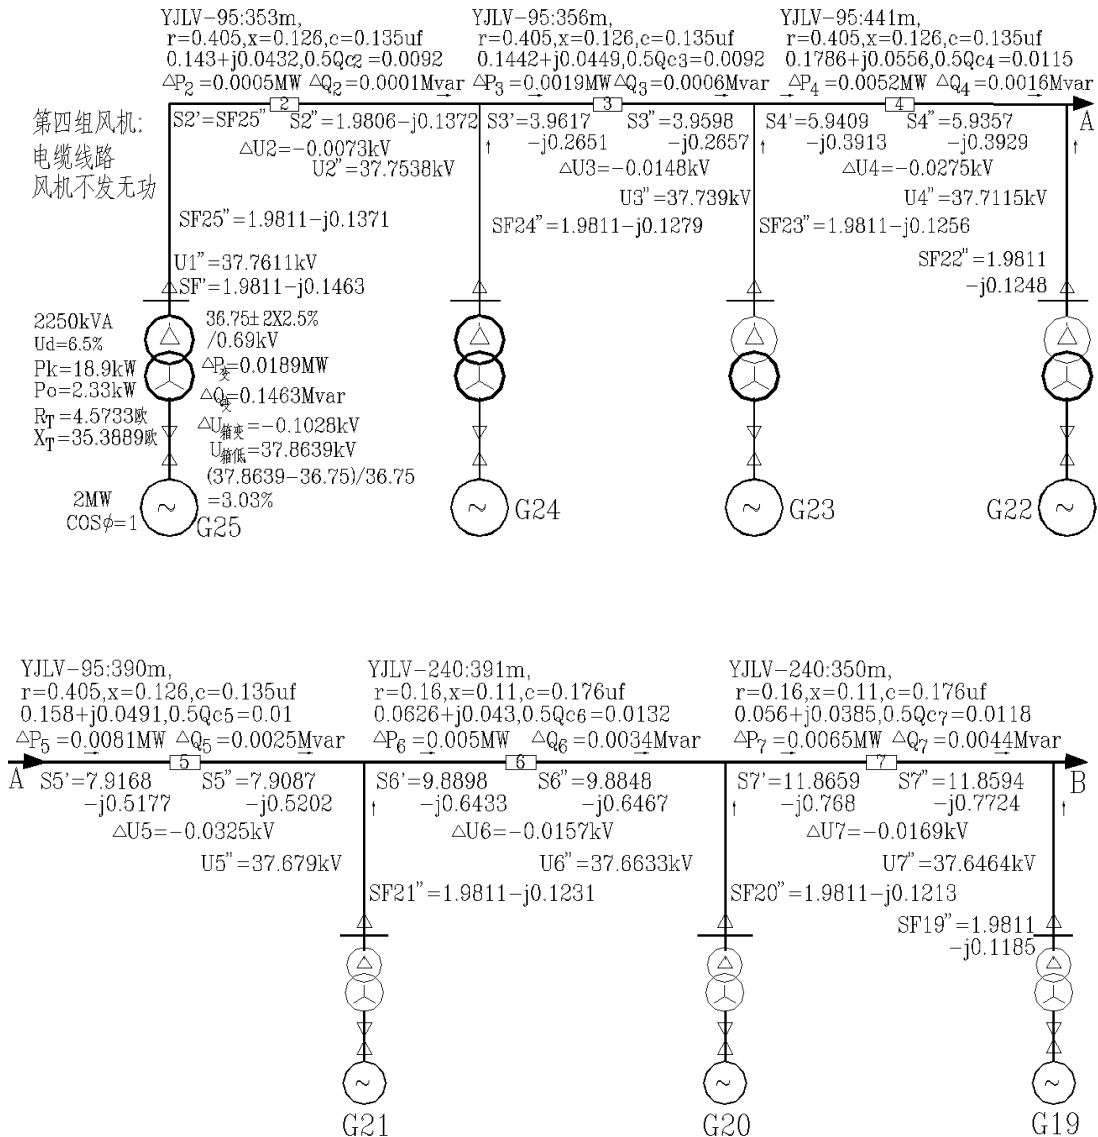 YJLV-95:353m,
r=0.405,x=0.126,c=0.135uf
0.143+j0.0432,0.5Qc2=0.0092
△P2=0.0005MW △Q2=0.0001Mvar
YJLV-95:356m,
r=0.405,x=0.126,c=0.135uf
0.1442+j0.0449,0.5Qc3=0.0092
△P3=0.0019MW △Q3=0.0006Mvar
YJLV-95:441m,
r=0.405,x=0.126,c=0.135uf
0.1786+j0.0556,0.5Qc4=0.0115
△P4=0.0052MW △Q4=0.0016Mvar
第四组风机:
电缆线路
风机不发无功
2
3
4
A
S2'=SF25" S2"=1.9806-j0.1372
△U2=-0.0073kV
U2"=37.7538kV
S3'=3.9617
-j0.2651
S3"=3.9598
-j0.2657
△U3=-0.0148kV
U3"=37.739kV
S4'=5.9409
-j0.3913
S4"=5.9357
-j0.3929
△U4=-0.0275kV
U4"=37.7115kV
SF25"=1.9811-j0.1371
SF24"=1.9811-j0.1279
SF23"=1.9811-j0.1256
SF22"=1.9811
-j0.1248
U1"=37.7611kV
SF'=1.9811-j0.1463
2250kVA
Ud=6.5%
Pk=18.9kW
Po=2.33kW
RT=4.5733欧
XT=35.3889欧
36.75±2X2.5%
/0.69kV
△P变=0.0189MW
△Q变=0.1463Mvar
△U箱变=-0.1028kV
U箱低=37.8639kV
(37.8639-36.75)/36.75
=3.03%
2MW
COSϕ=1
~
G25
~
G24
~
G23
G22
~
YJLV-95:390m,
r=0.405,x=0.126,c=0.135uf
0.158+j0.0491,0.5Qc5=0.01
△P5=0.0081MW △Q5=0.0025Mvar
YJLV-240:391m,
r=0.16,x=0.11,c=0.176uf
0.0626+j0.043,0.5Qc6=0.0132
△P6=0.005MW △Q6=0.0034Mvar
YJLV-240:350m,
r=0.16,x=0.11,c=0.176uf
0.056+j0.0385,0.5Qc7=0.0118
△P7=0.0065MW △Q7=0.0044Mvar
A
5
6
7
B
S5'=7.9168
-j0.5177
S5"=7.9087
-j0.5202
△U5=-0.0325kV
U5"=37.679kV
S6'=9.8898
-j0.6433
S6"=9.8848
-j0.6467
△U6=-0.0157kV
U6"=37.6633kV
S7'=11.8659
-j0.768
S7"=11.8594
-j0.7724
△U7=-0.0169kV
U7"=37.6464kV
SF21"=1.9811-j0.1231
SF20"=1.9811-j0.1213
SF19"=1.9811
-j0.1185
~
G21
~
G20
~
G19